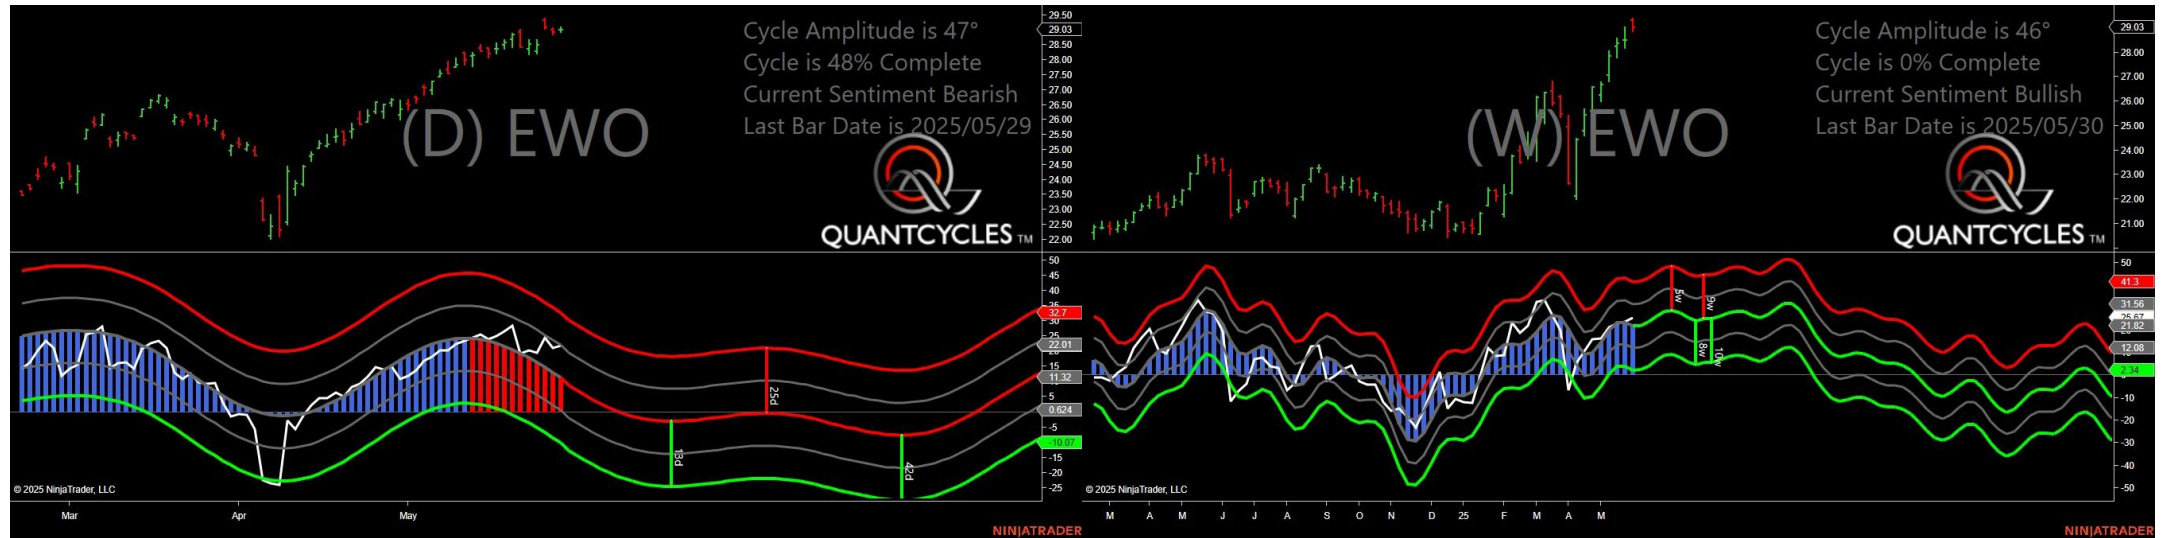 Cycle Amplitude is 47°
Cycle is 48% Complete
Current Sentiment Bearish
Last Bar Date is 2025/05/29
(D) EWO
QUANTCYCLES TM
29.50
29.03
28.50
28.00
27.50
27.00
26.50
26.00
25.50
25.00
24.50
24.00
23.50
23.00
22.50
22.00
50
45
40
35
32.7
30
25
22.01
15
11.32
5
0.624
-5
-10.07
-15
-20
-25
25d
13d
42d
© 2025 NinjaTrader, LLC
Mar
Apr
May
NINJATRADER
Cycle Amplitude is 46°
Cycle is 0% Complete
Current Sentiment Bullish
Last Bar Date is 2025/05/30
(W) EWO
QUANTCYCLES TM
29.03
28.00
27.00
26.00
25.00
24.00
23.00
22.00
21.00
50
41.3
31.56
25.67
21.82
12.08
2.34
-10
-20
-30
-40
-50
5w
9w
8w
10w
© 2025 NinjaTrader, LLC
M
A
M
J
J
A
S
O
N
D
25
F
M
A
M
NINJATRADER